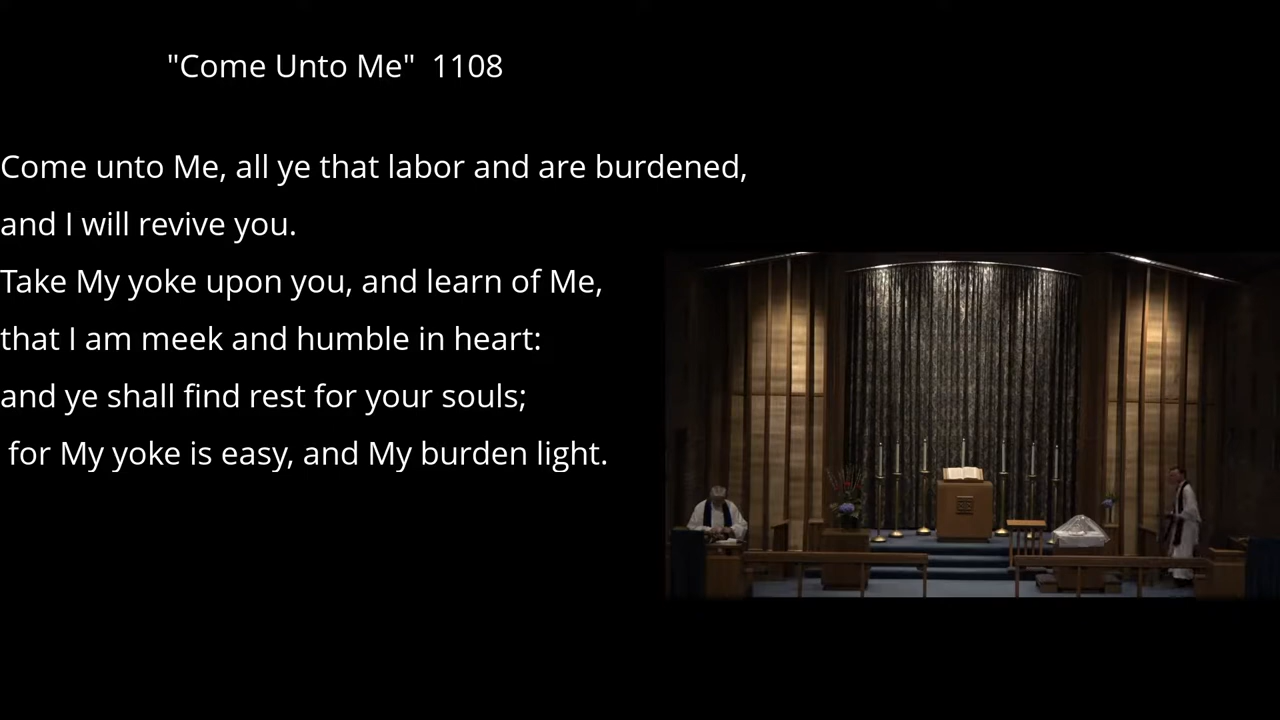 "Come Unto Me" 1108
Come unto Me, all ye that labor and are burdened,
and I will revive you.
Take My yoke upon you, and learn of Me,
that I am meek and humble in heart:
and ye shall find rest for your souls;
for My yoke is easy, and My burden light.